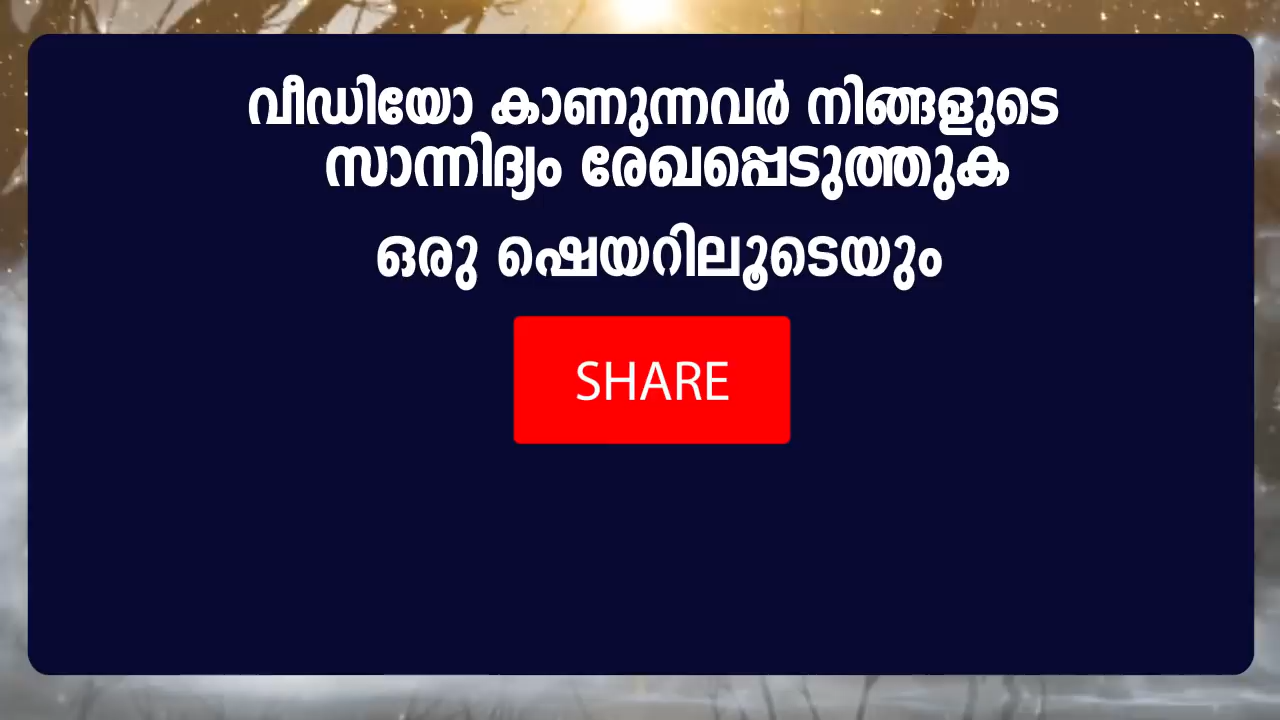 വീഡിയോ കാണുന്നവർ നിങ്ങളുടെ
സാന്നിദ്യം രേഖപ്പെടുത്തുക
ഒരു ഷെയറിലൂടെയും
SHARE